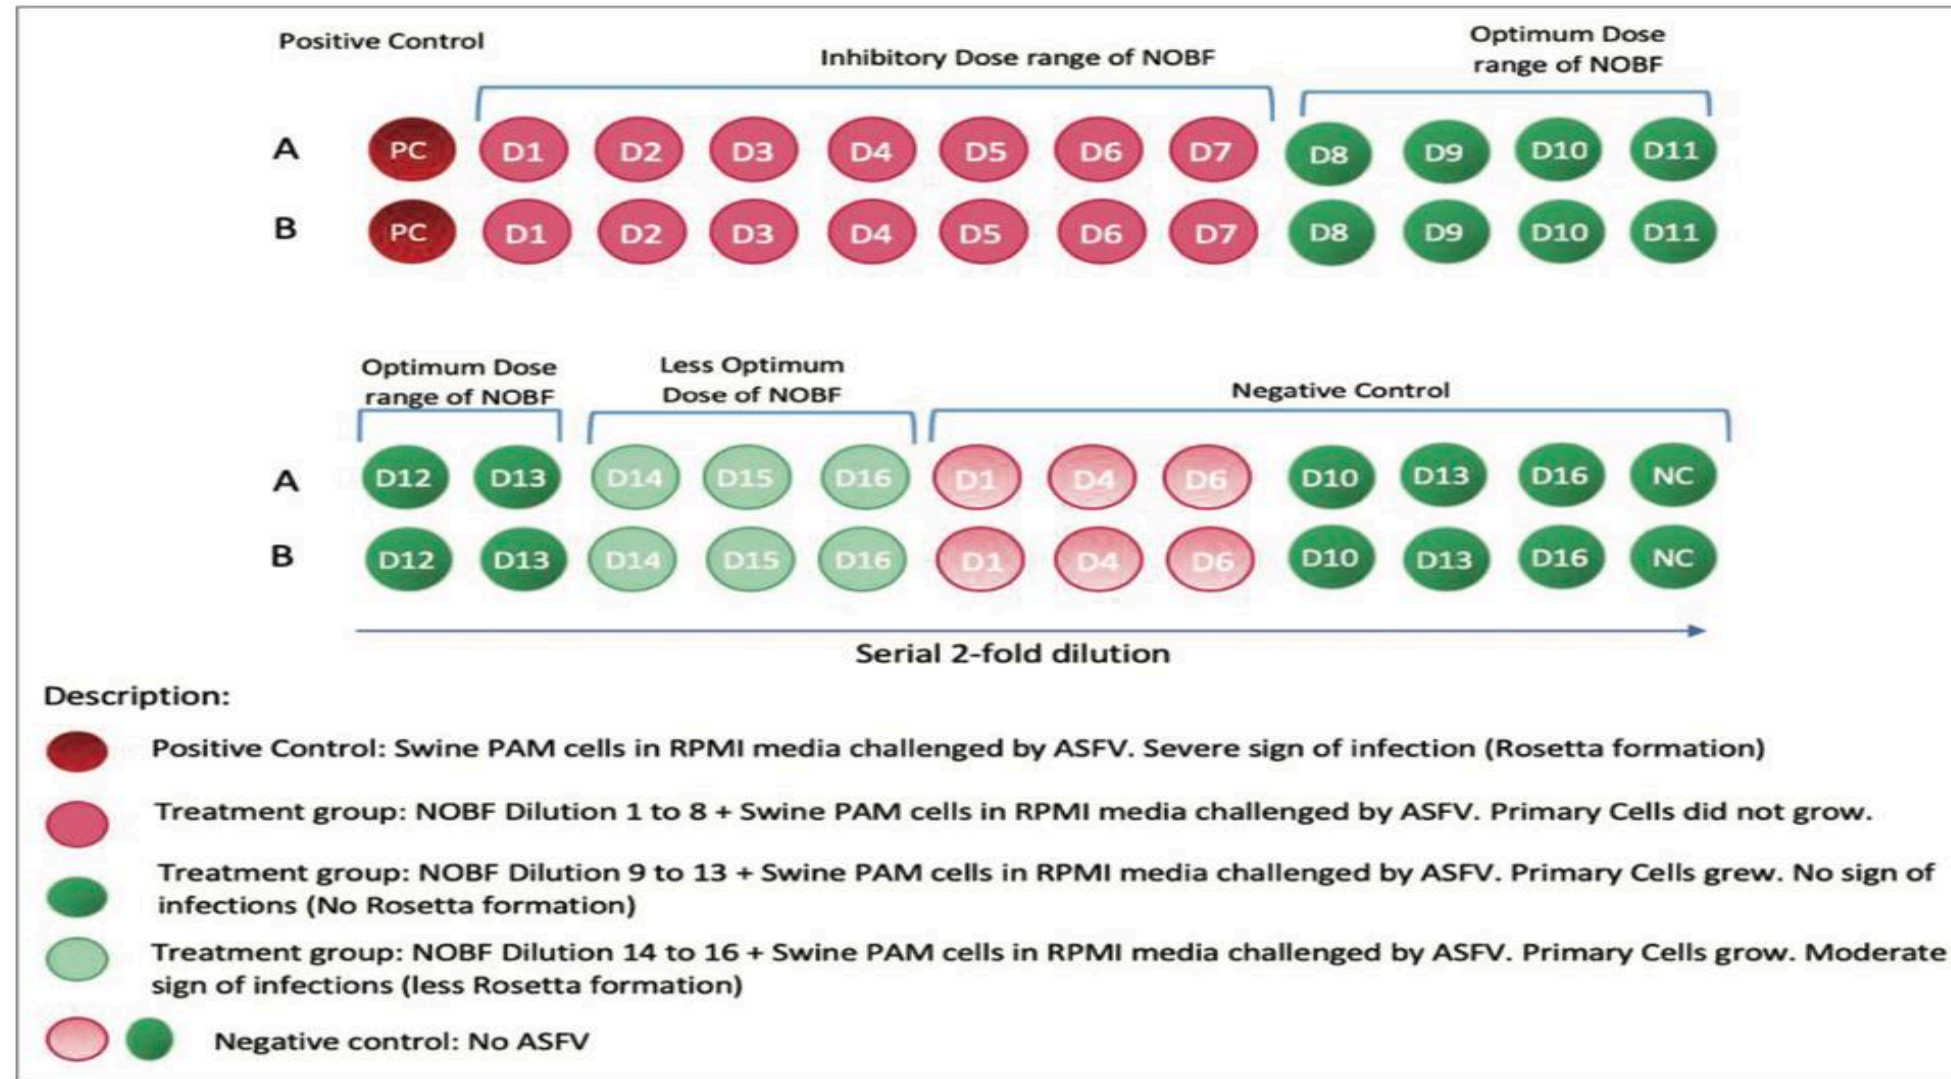 Positive Control
Inhibitory Dose range of NOBF
Optimum Dose
range of NOBF
A PC D1 D2 D3 D4 D5 D6 D7 D8 D9 D10 D11
B PC D1 D2 D3 D4 D5 D6 D7 D8 D9 D10 D11
Optimum Dose
range of NOBF
Less Optimum
Dose of NOBF
Negative Control
A D12 D13 D14 D15 D16 D1 D4 D6 D10 D13 D16 NC
B D12 D13 D14 D15 D16 D1 D4 D6 D10 D13 D16 NC
Serial 2-fold dilution
Description:
Positive Control: Swine PAM cells in RPMI media challenged by ASFV. Severe sign of infection (Rosetta formation)
Treatment group: NOBF Dilution 1 to 8 + Swine PAM cells in RPMI media challenged by ASFV. Primary Cells did not grow.
Treatment group: NOBF Dilution 9 to 13 + Swine PAM cells in RPMI media challenged by ASFV. Primary Cells grew. No sign of
infections (No Rosetta formation)
Treatment group: NOBF Dilution 14 to 16 + Swine PAM cells in RPMI media challenged by ASFV. Primary Cells grow. Moderate
sign of infections (less Rosetta formation)
Negative control: No ASFV